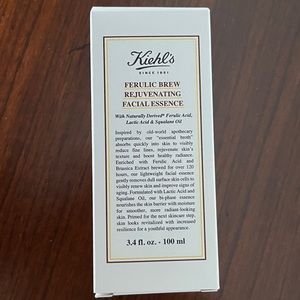 Kiehl's
SINCE 1851
FERULIC BREW
REJUVENATING
FACIAL ESSENCE
With Naturally Derived* Ferulic Acid,
Lactic Acid & Squalane Oil
Inspired by old-world apothecary
preparations, our "essential broth"
absorbs quickly into skin to visibly
reduce fine lines, rejuvenate skin's
texture and boost healthy radiance.
Enriched with Ferulic Acid and
Brassica Extract brewed for over 120
hours, our lightweight facial essence
gently removes dull surface skin cells to
visibly renew skin and improve signs of
aging. Formulated with Lactic Acid and
Squalane Oil, our bi-phase essence
nourishes the skin barrier with moisture
for smoother, more radiant-looking
skin. Primed for the next skincare step,
skin looks revitalized with increased
resilience for a youthful appearance.
3.4 fl. oz. - 100 ml